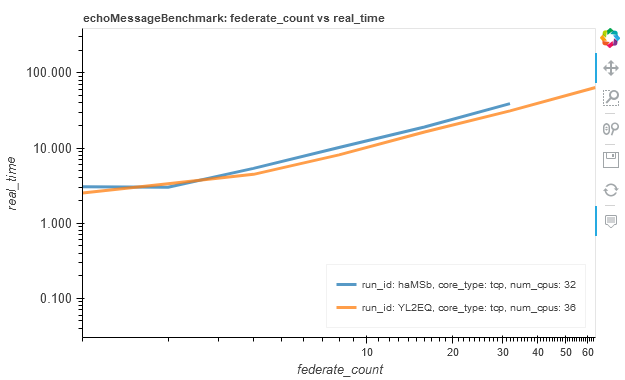 echoMessageBenchmark: federate_count vs real_time
100.000
10.000
1.000
0.100
real_time
run_id: haMSb, core_type: tcp, num_cpus: 32
run_id: YL2EQ, core_type: tcp, num_cpus: 36
10 20 30 40 50 60
federate_count